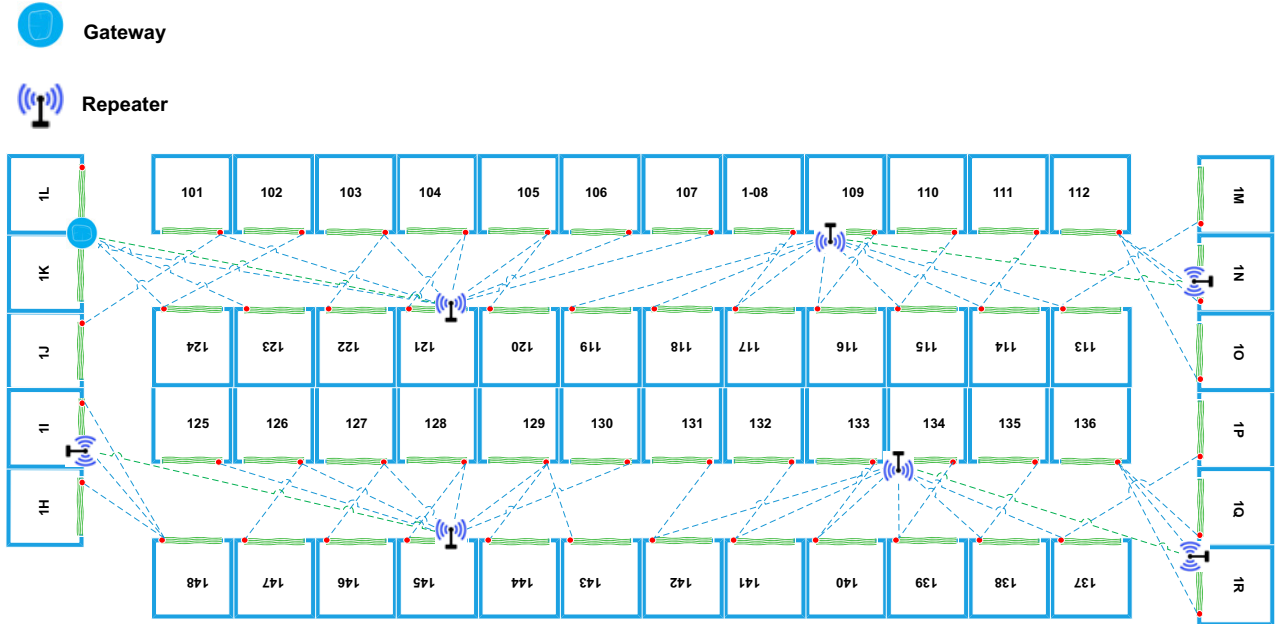 Gateway
Repeater
1L
101 102 103 104 105 106 107 1-08 109 110 111 112
1M
1K
1N
1J
124 123 122 121 120 119 118 117 116 115 114 113
1O
1I
125 126 127 128 129 130 131 132 133 134 135 136
1P
1H
1Q
148 147 146 145 144 143 142 141 140 139 138 137
1R